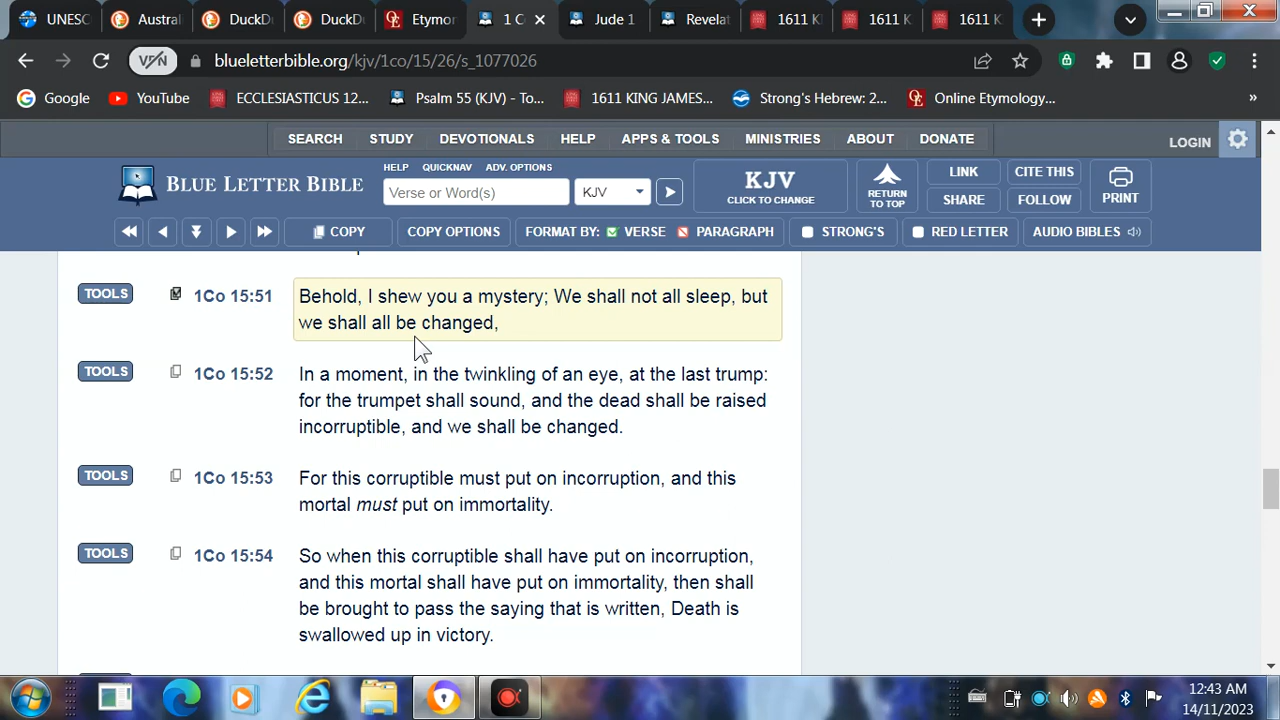 UNESC
Austral
DuckD
DuckD
Etymo
1 C
Jude 1
Revelat
1611 KI
1611 K
1611 K
VPN
blueletterbible.org/kjv/1co/15/26/s_1077026
Google
YouTube
ECCLESIASTICUS 12...
Psalm 55 (KJV) - To...
1611 KING JAMES...
Strong's Hebrew: 2...
Online Etymology...
»
SEARCH
STUDY
DEVOTIONALS
HELP
APPS & TOOLS
MINISTRIES
ABOUT
DONATE
LOGIN
BLUE LETTER BIBLE
HELP
QUICKNAV
ADV. OPTIONS
Verse or Word(s)
KJV
KJV
CLICK TO CHANGE
RETURN
TO TOP
LINK
CITE THIS
SHARE
FOLLOW
PRINT
COPY
COPY OPTIONS
FORMAT BY:
VERSE
PARAGRAPH
STRONG'S
RED LETTER
AUDIO BIBLES
TOOLS
1Co 15:51
Behold, I shew you a mystery; We shall not all sleep, but
we shall all be changed,
TOOLS
1Co 15:52
In a moment, in the twinkling of an eye, at the last trump:
for the trumpet shall sound, and the dead shall be raised
incorruptible, and we shall be changed.
TOOLS
1Co 15:53
For this corruptible must put on incorruption, and this
mortal must put on immortality.
TOOLS
1Co 15:54
So when this corruptible shall have put on incorruption,
and this mortal shall have put on immortality, then shall
be brought to pass the saying that is written, Death is
swallowed up in victory.
12:43 AM
14/11/2023